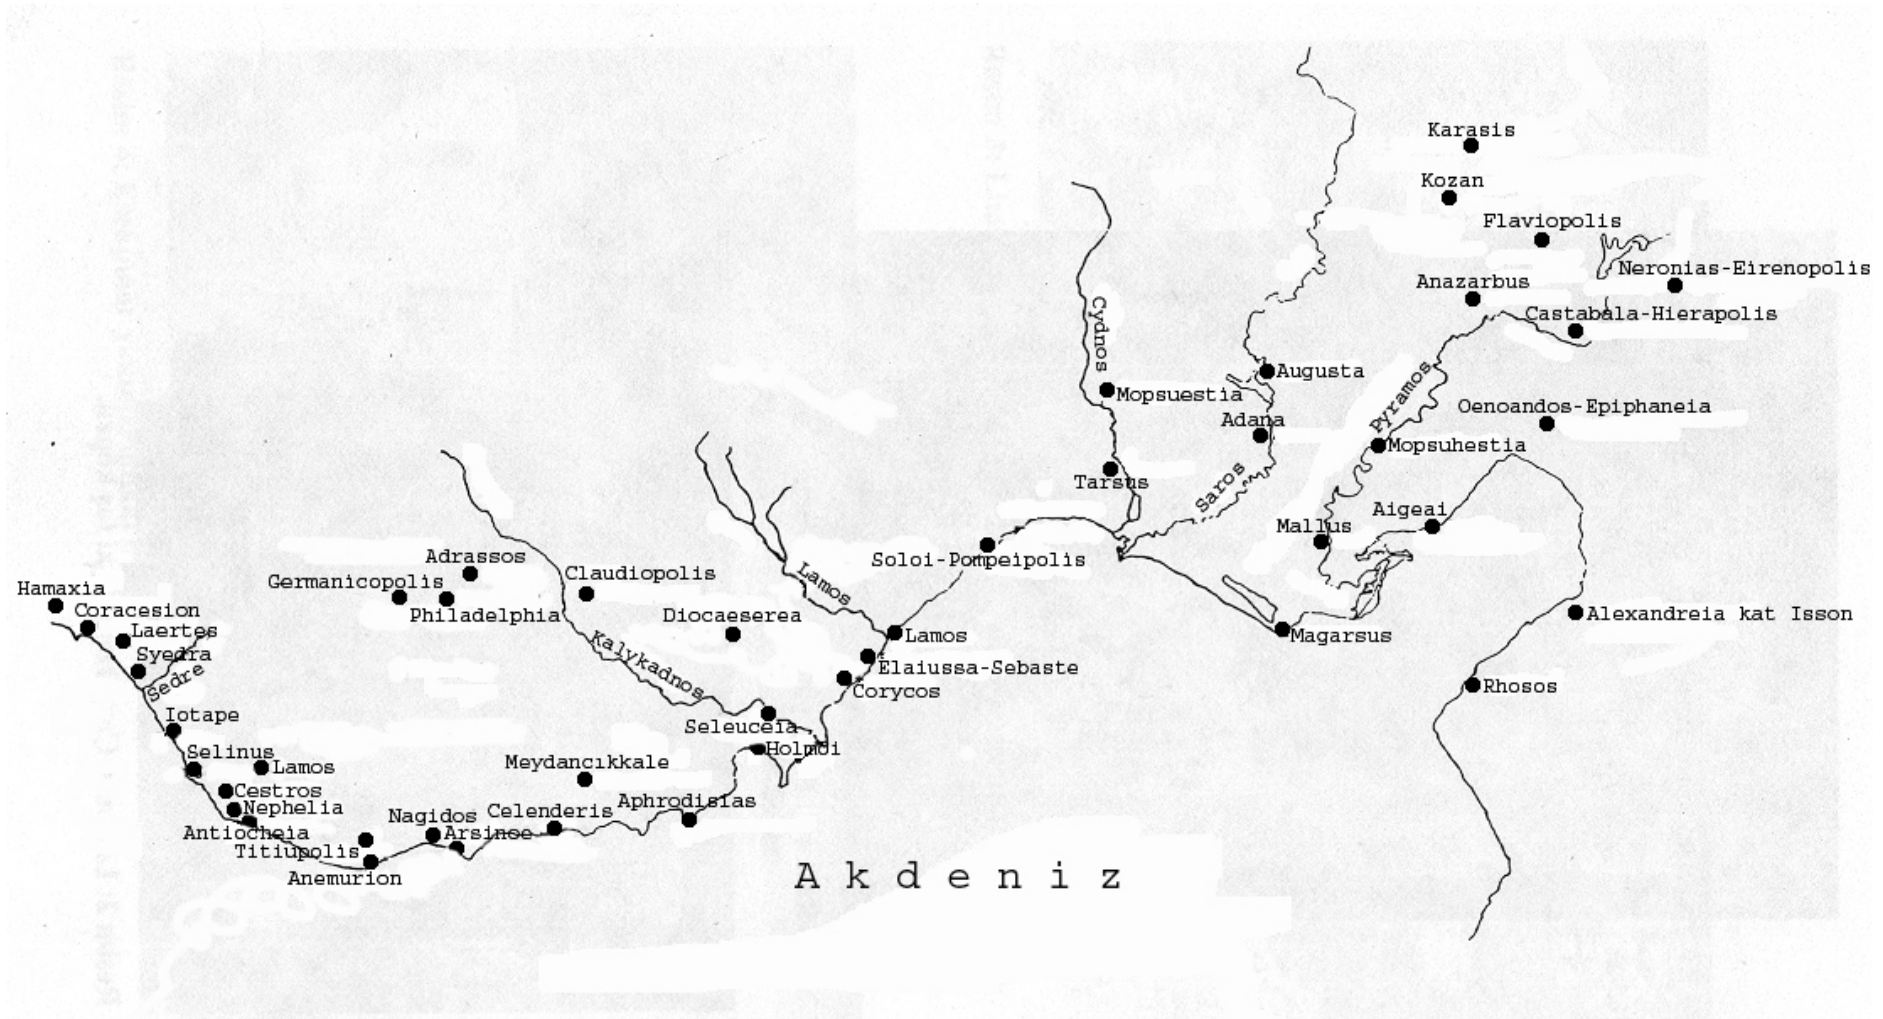 Karasis
Kozan
Flaviopolis
Neronias-Eirenopolis
Anazarbus
Castabala-Hierapolis
Cydnos
Augusta
Mopsuestia
Pyramos
Oenoandos-Epiphaneia
Adana
Mopsuhestia
Tarsus
Saros
Aigeai
Mallus
Soloi-Pompeipolis
Adrassos
Germanicopolis
Claudiopolis
Lamos
Hamaxia
Coracesion
Philadelphia
Diocaeserea
Alexandreia kat Isson
Laertes
Lamos
Magarsus
Syedra
Kalykadnos
Elaiussa-Sebaste
Sedre
Corycos
Rhosos
Iotape
Seleuceia
Selinus
Holmoi
Lamos
Meydancıkkale
Cestros
Nephelia
Nagidos
Celenderis
Aphrodisias
Antiocheia
Arsinoe
Titiupolis
Anemurion
Akdeniz